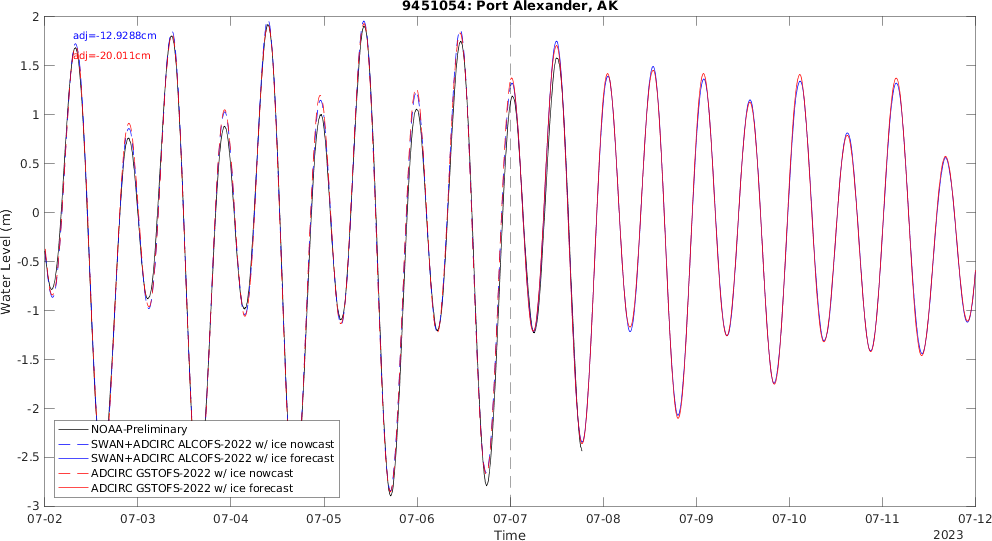 9451054: Port Alexander, AK
2
1.5
1
0.5
0
-0.5
-1
-1.5
-2
-2.5
-3
Water Level (m)
adj=-12.9288cm
adj=-20.011cm
NOAA-Preliminary
SWAN+ADCIRC ALCOFS-2022 w/ ice nowcast
SWAN+ADCIRC ALCOFS-2022 w/ ice forecast
ADCIRC GSTOFS-2022 w/ ice nowcast
ADCIRC GSTOFS-2022 w/ ice forecast
07-02 07-03 07-04 07-05 07-06 07-07 07-08 07-09 07-10 07-11 07-12
Time
2023